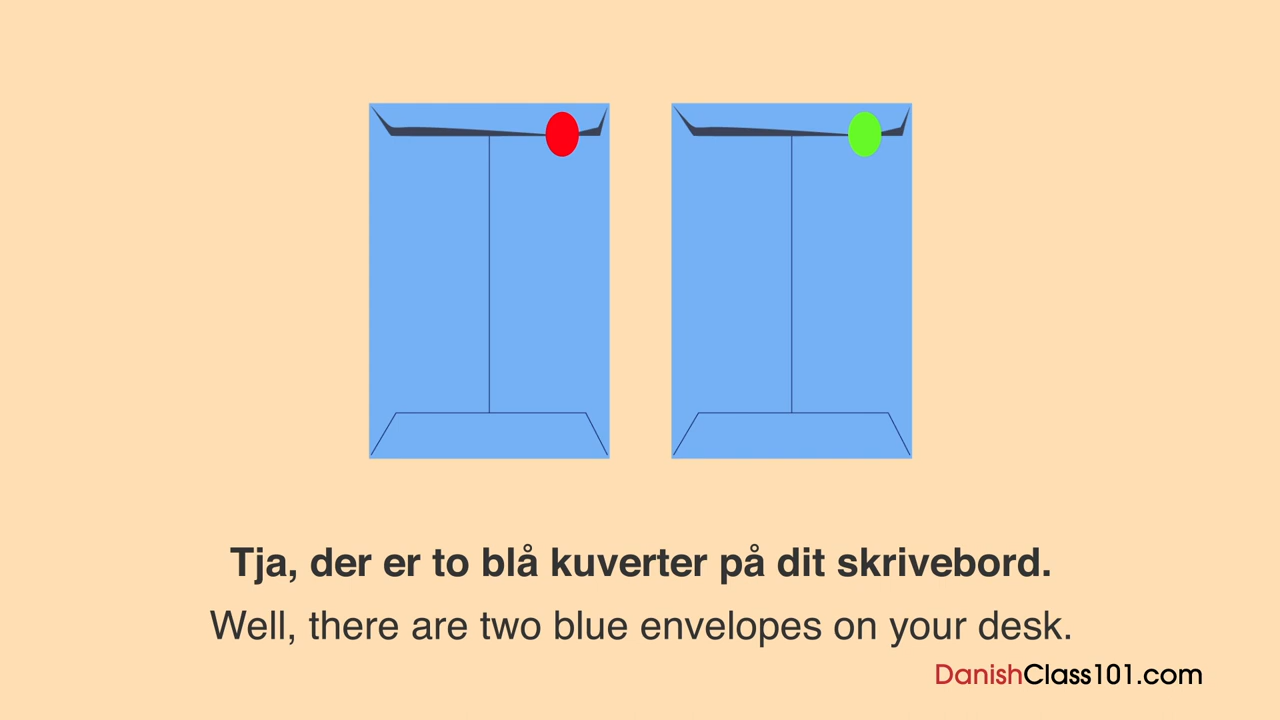 Tja, der er to blå kuverter på dit skrivebord.
Well, there are two blue envelopes on your desk.
DanishClass101.com